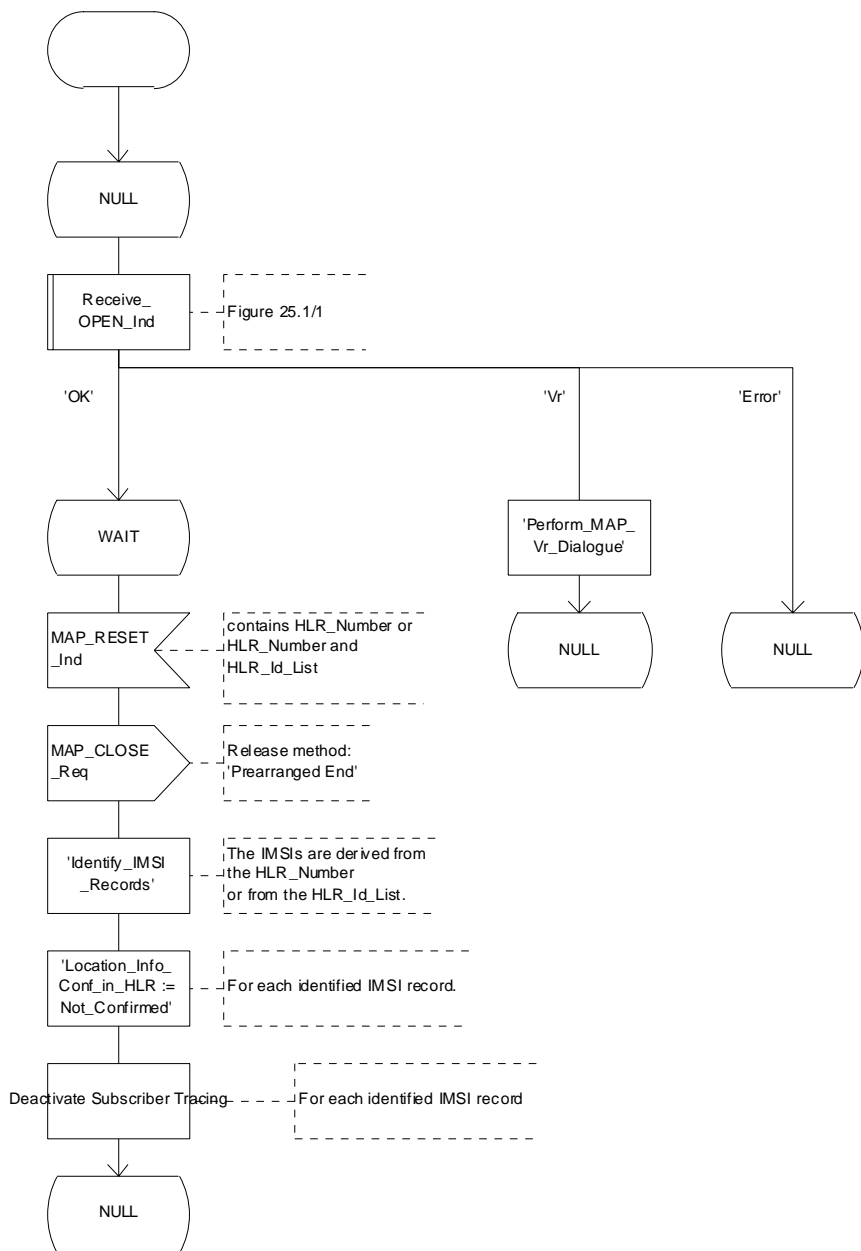 NULL
Receive_
OPEN_Ind
Figure 25.1/1
'OK'
'Vr'
'Error'
WAIT
'Perform_MAP_
Vr_Dialogue'
MAP_RESET
_Ind
contains HLR_Number or
HLR_Number and
HLR_Id_List
NULL
NULL
MAP_CLOSE
_Req
Release method:
'Prearranged End'
'Identify_IMSI
_Records'
The IMSIs are derived from
the HLR_Number
or from the HLR_Id_List.
'Location_Info_
Conf_in_HLR :=
Not_Confirmed'
For each identified IMSI record.
Deactivate Subscriber Tracing
For each identified IMSI record
NULL